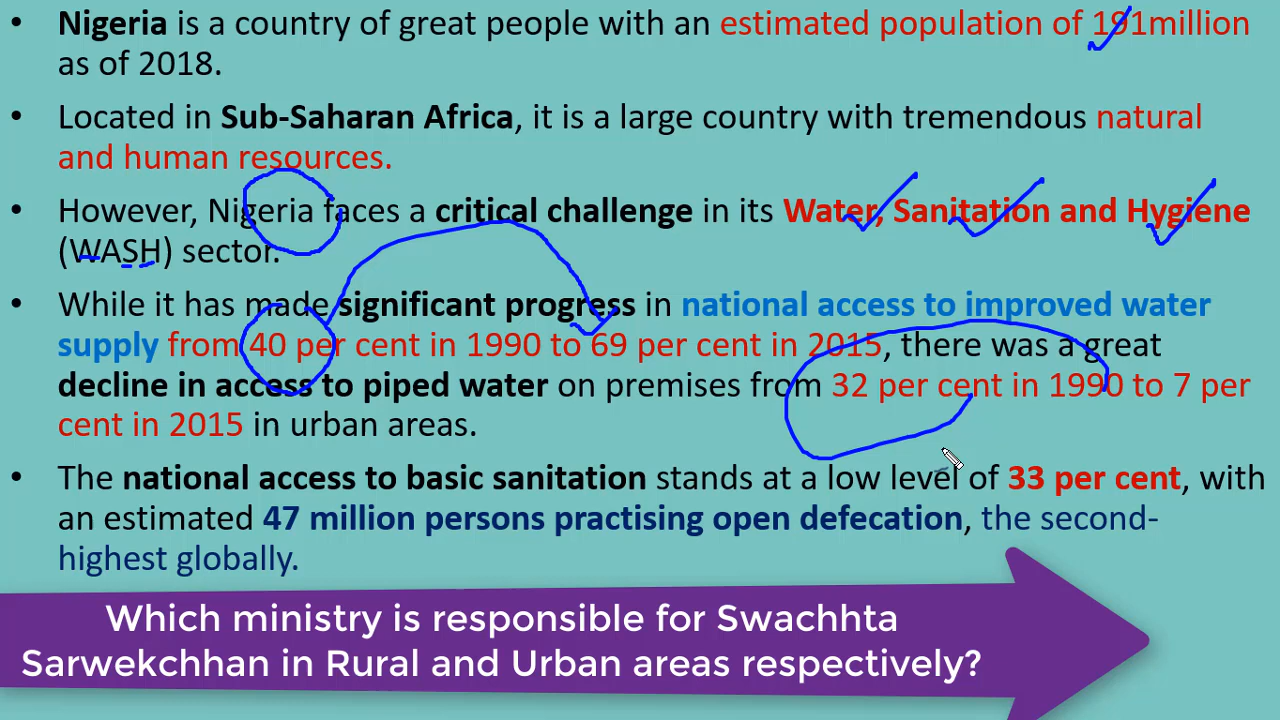 • Nigeria is a country of great people with an estimated population of 191million
as of 2018.
• Located in Sub-Saharan Africa, it is a large country with tremendous natural
and human resources.
• However, Nigeria faces a critical challenge in its Water, Sanitation and Hygiene
(WASH) sector.
• While it has made significant progress in national access to improved water
supply from 40 per cent in 1990 to 69 per cent in 2015, there was a great
decline in access to piped water on premises from 32 per cent in 1990 to 7 per
cent in 2015 in urban areas.
• The national access to basic sanitation stands at a low level of 33 per cent, with
an estimated 47 million persons practising open defecation, the second-
highest globally.
Which ministry is responsible for Swachhta
Sarwekchhan in Rural and Urban areas respectively?